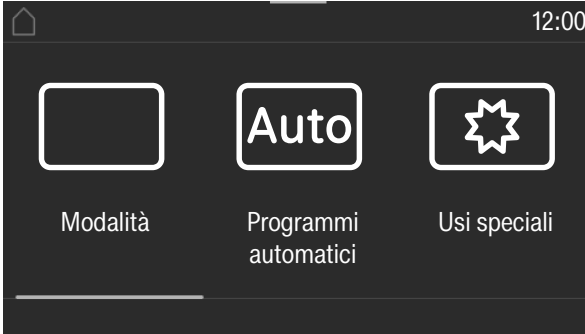 12:00
Auto
Modalità
Programmi
automatici
Usi speciali